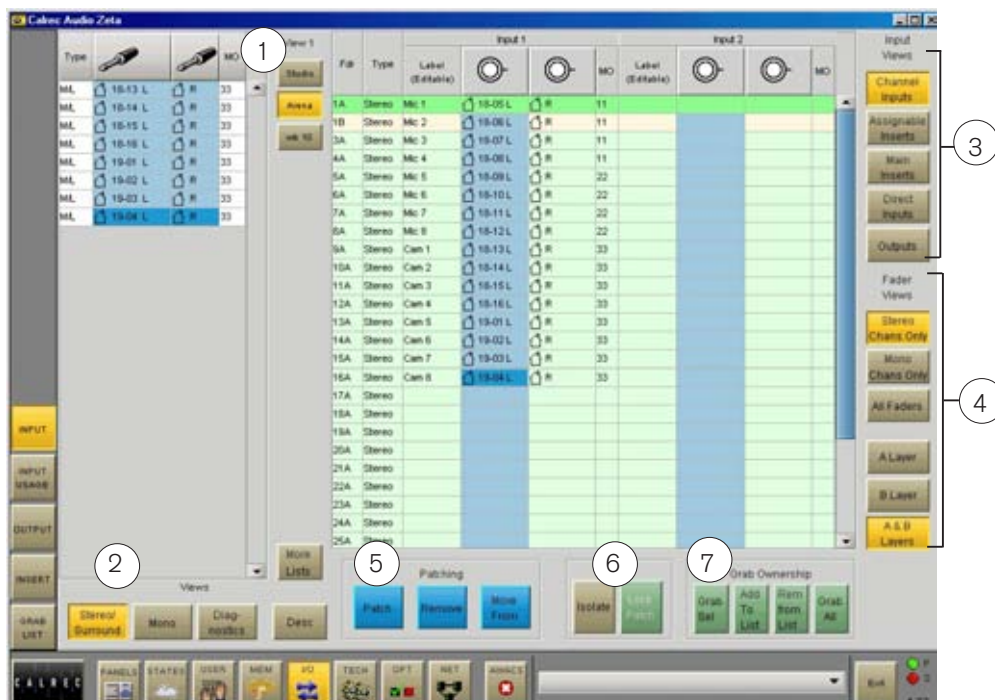 Calrec Audio Zeta
Type
MO
M/L 18-13 L R 33
M/L 18-14 L R 33
M/L 18-15 L R 33
M/L 18-16 L R 33
M/L 19-01 L R 33
M/L 19-02 L R 33
M/L 19-03 L R 33
M/L 19-04 L R 33
1
View 1
Studio
Arena
More
Lists
Desc
Input 1
Input 2
Fdr Type Label
(Editable)
MO
Label
(Editable)
MO
1A Stereo Mic 1 18-05 L R 11
1B Stereo Mic 2 18-06 L R 11
3A Stereo Mic 3 18-07 L R 11
4A Stereo Mic 4 18-08 L R 11
5A Stereo Mic 5 18-09 L R 22
6A Stereo Mic 6 18-10 L R 22
7A Stereo Mic 7 18-11 L R 22
8A Stereo Mic 8 18-12 L R 22
9A Stereo Cam 1 18-13 L R 33
10A Stereo Cam 2 18-14 L R 33
11A Stereo Cam 3 18-15 L R 33
12A Stereo Cam 4 18-16 L R 33
13A Stereo Cam 5 19-01 L R 33
14A Stereo Cam 6 19-02 L R 33
15A Stereo Cam 7 19-03 L R 33
16A Stereo Cam 8 19-04 L R 33
17A Stereo
18A Stereo
19A Stereo
20A Stereo
21A Stereo
22A Stereo
23A Stereo
24A Stereo
25A Stereo
Input
Views
Channel
Inputs
Assignable
Inserts
Main
Inserts
Direct
Inputs
Outputs
3
Fader
Views
Stereo
Chans Only
Mono
Chans Only
All Faders
A Layer
B Layer
A & B
Layers
4
INPUT
INPUT
USAGE
OUTPUT
INSERT
GRAB
LIST
2
Views
Stereo/
Surround
Mono
Diag-
nostics
5
Patching
Patch
Remove
Move
From
6
Isolate
Lock
Patch
7
Grab Ownership
Grab
Sel
Add
To
List
Rem
from
List
Grab
All
CALREC
PANELS
STATES
USER
MEM
I/O
TECH
OPT
NET
AWACS
Exit
P
S